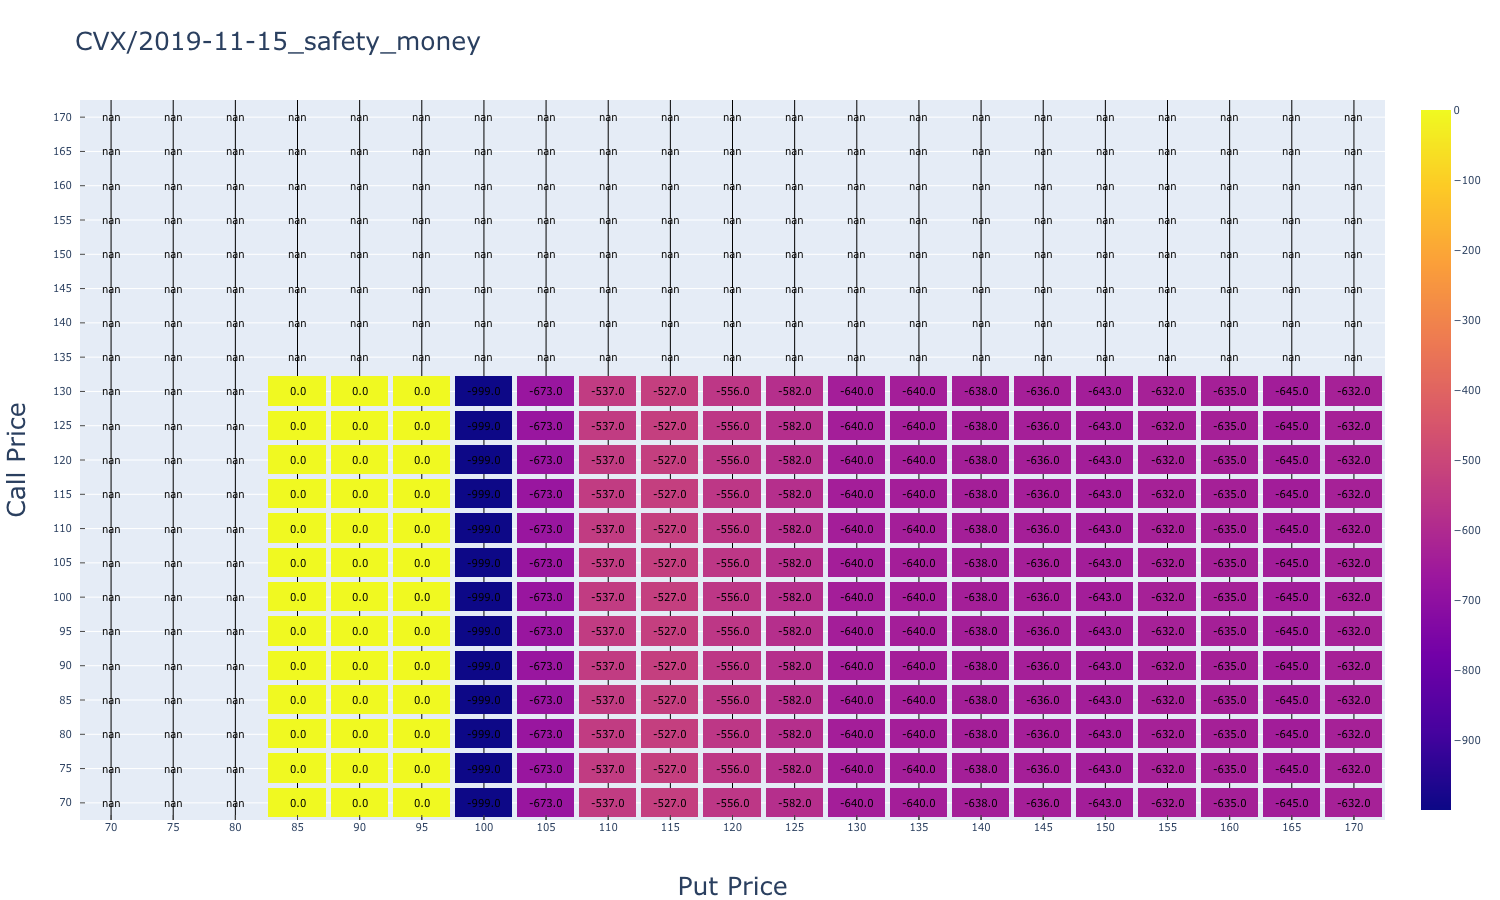 CVX/2019-11-15_safety_money
170 nan nan nan nan nan nan nan nan nan nan nan nan nan nan nan nan nan nan nan nan nan
165 nan nan nan nan nan nan nan nan nan nan nan nan nan nan nan nan nan nan nan nan nan
160 nan nan nan nan nan nan nan nan nan nan nan nan nan nan nan nan nan nan nan nan nan
155 nan nan nan nan nan nan nan nan nan nan nan nan nan nan nan nan nan nan nan nan nan
150 nan nan nan nan nan nan nan nan nan nan nan nan nan nan nan nan nan nan nan nan nan
145 nan nan nan nan nan nan nan nan nan nan nan nan nan nan nan nan nan nan nan nan nan
140 nan nan nan nan nan nan nan nan nan nan nan nan nan nan nan nan nan nan nan nan nan
135 nan nan nan nan nan nan nan nan nan nan nan nan nan nan nan nan nan nan nan nan nan
130 nan nan nan 0.0 0.0 0.0 -999.0 -673.0 -537.0 -527.0 -556.0 -582.0 -640.0 -640.0 -638.0 -636.0 -643.0 -632.0 -635.0 -645.0 -632.0
125 nan nan nan 0.0 0.0 0.0 -999.0 -673.0 -537.0 -527.0 -556.0 -582.0 -640.0 -640.0 -638.0 -636.0 -643.0 -632.0 -635.0 -645.0 -632.0
120 nan nan nan 0.0 0.0 0.0 -999.0 -673.0 -537.0 -527.0 -556.0 -582.0 -640.0 -640.0 -638.0 -636.0 -643.0 -632.0 -635.0 -645.0 -632.0
115 nan nan nan 0.0 0.0 0.0 -999.0 -673.0 -537.0 -527.0 -556.0 -582.0 -640.0 -640.0 -638.0 -636.0 -643.0 -632.0 -635.0 -645.0 -632.0
110 nan nan nan 0.0 0.0 0.0 -999.0 -673.0 -537.0 -527.0 -556.0 -582.0 -640.0 -640.0 -638.0 -636.0 -643.0 -632.0 -635.0 -645.0 -632.0
105 nan nan nan 0.0 0.0 0.0 -999.0 -673.0 -537.0 -527.0 -556.0 -582.0 -640.0 -640.0 -638.0 -636.0 -643.0 -632.0 -635.0 -645.0 -632.0
100 nan nan nan 0.0 0.0 0.0 -999.0 -673.0 -537.0 -527.0 -556.0 -582.0 -640.0 -640.0 -638.0 -636.0 -643.0 -632.0 -635.0 -645.0 -632.0
95 nan nan nan 0.0 0.0 0.0 -999.0 -673.0 -537.0 -527.0 -556.0 -582.0 -640.0 -640.0 -638.0 -636.0 -643.0 -632.0 -635.0 -645.0 -632.0
90 nan nan nan 0.0 0.0 0.0 -999.0 -673.0 -537.0 -527.0 -556.0 -582.0 -640.0 -640.0 -638.0 -636.0 -643.0 -632.0 -635.0 -645.0 -632.0
85 nan nan nan 0.0 0.0 0.0 -999.0 -673.0 -537.0 -527.0 -556.0 -582.0 -640.0 -640.0 -638.0 -636.0 -643.0 -632.0 -635.0 -645.0 -632.0
80 nan nan nan 0.0 0.0 0.0 -999.0 -673.0 -537.0 -527.0 -556.0 -582.0 -640.0 -640.0 -638.0 -636.0 -643.0 -632.0 -635.0 -645.0 -632.0
75 nan nan nan 0.0 0.0 0.0 -999.0 -673.0 -537.0 -527.0 -556.0 -582.0 -640.0 -640.0 -638.0 -636.0 -643.0 -632.0 -635.0 -645.0 -632.0
70 nan nan nan 0.0 0.0 0.0 -999.0 -673.0 -537.0 -527.0 -556.0 -582.0 -640.0 -640.0 -638.0 -636.0 -643.0 -632.0 -635.0 -645.0 -632.0
70 75 80 85 90 95 100 105 110 115 120 125 130 135 140 145 150 155 160 165 170
Call Price
Put Price
0
−100
−200
−300
−400
−500
−600
−700
−800
−900